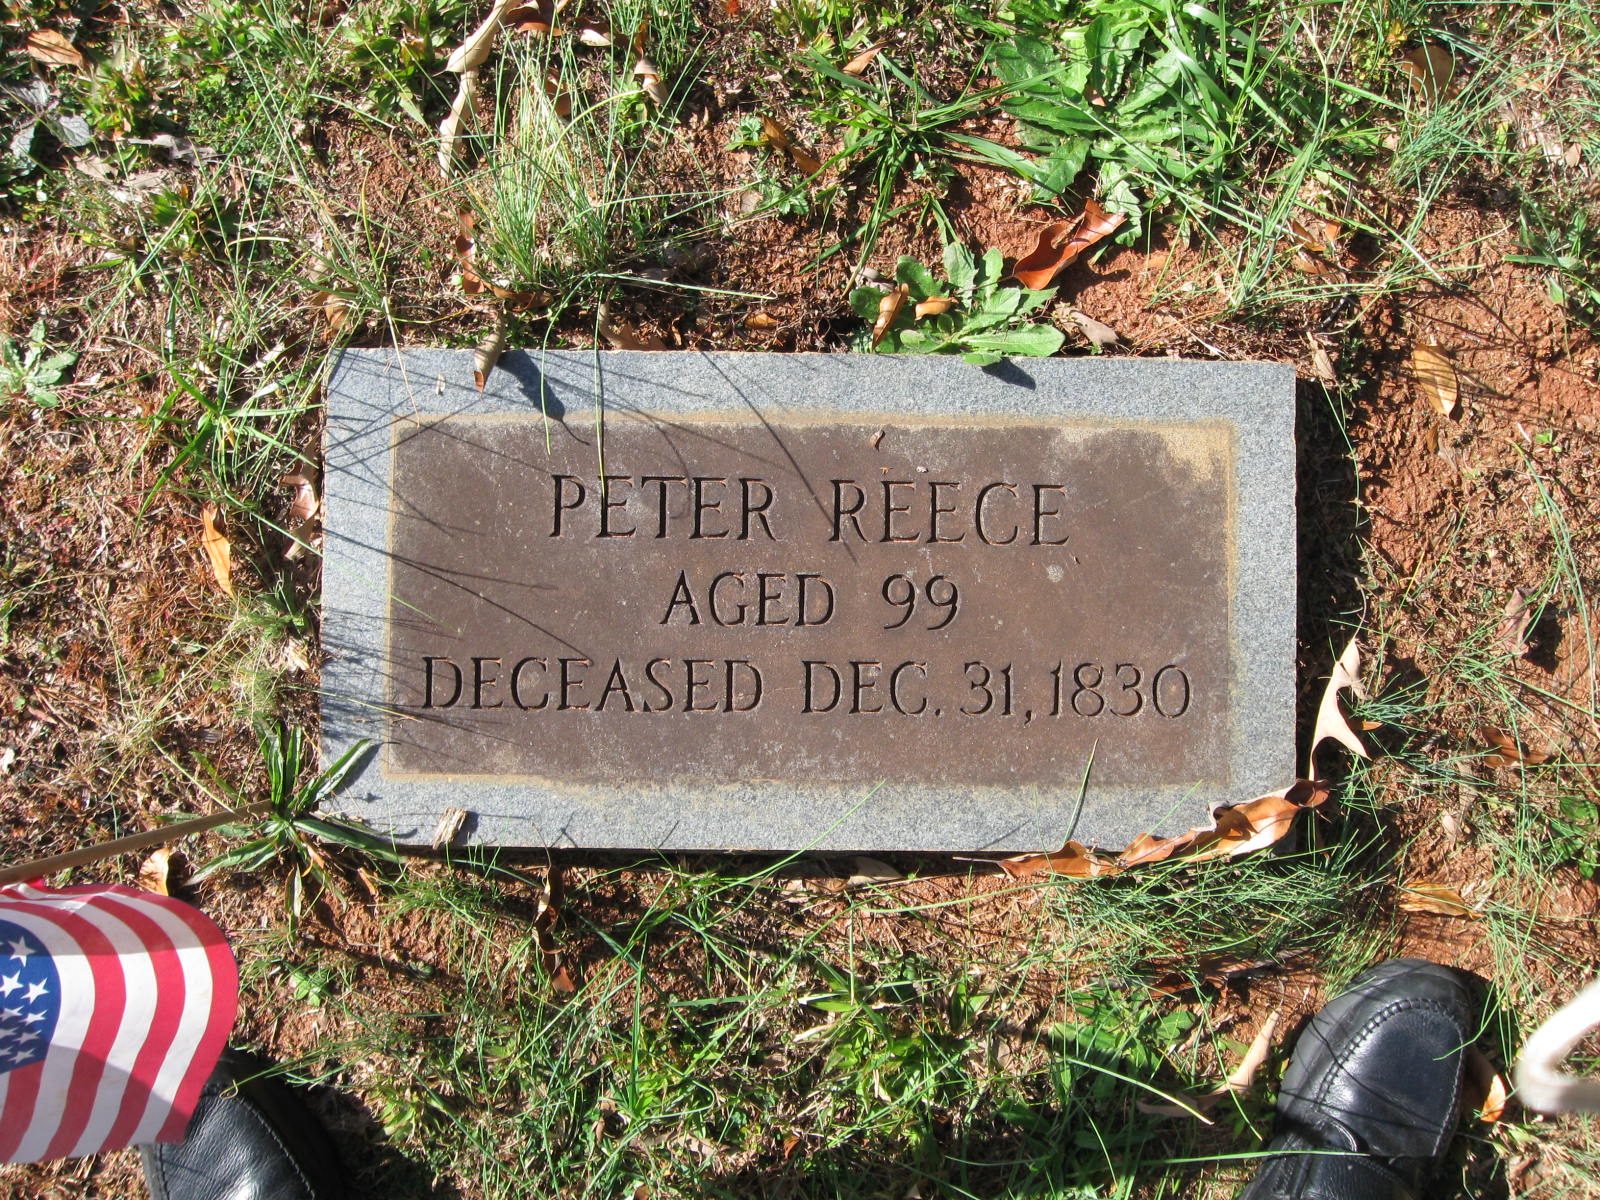 PETER REECE
AGED 99
DECEASED DEC. 31, 1830